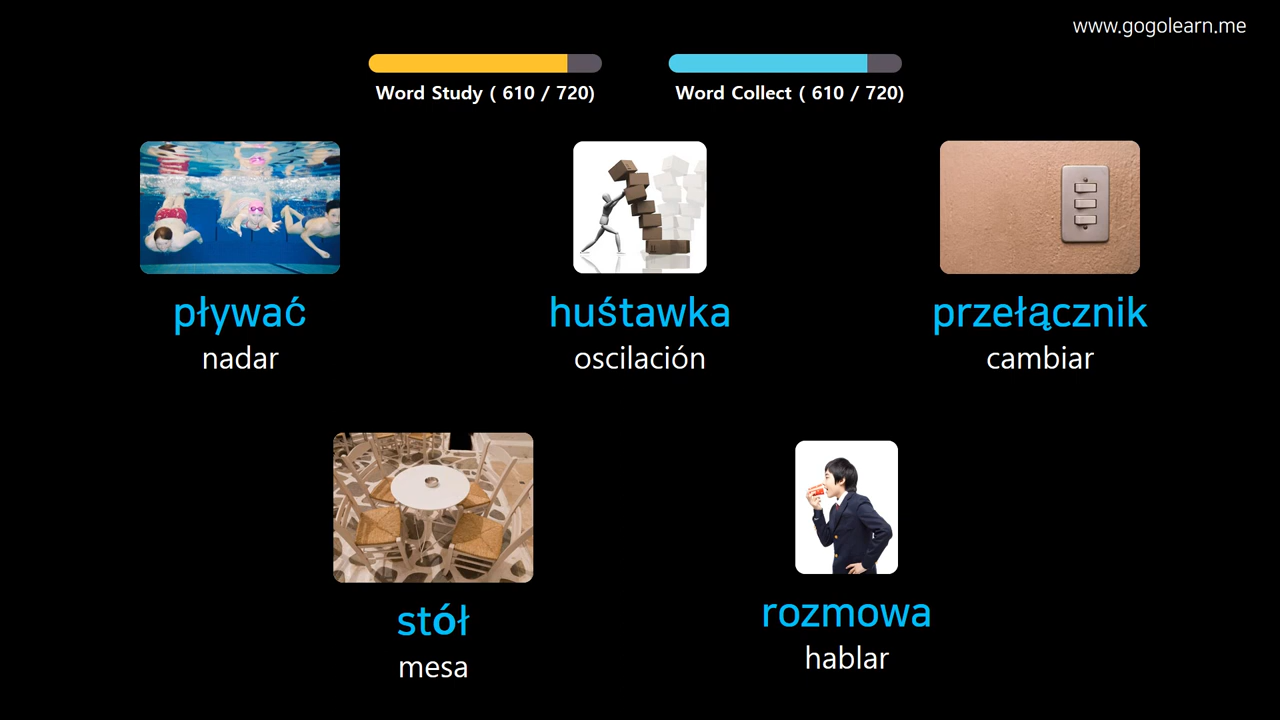 www.gogolearn.me
Word Study ( 610 / 720)
Word Collect ( 610 / 720)
pływać
nadar
huśtawka
oscilación
przełącznik
cambiar
stół
mesa
rozmowa
hablar